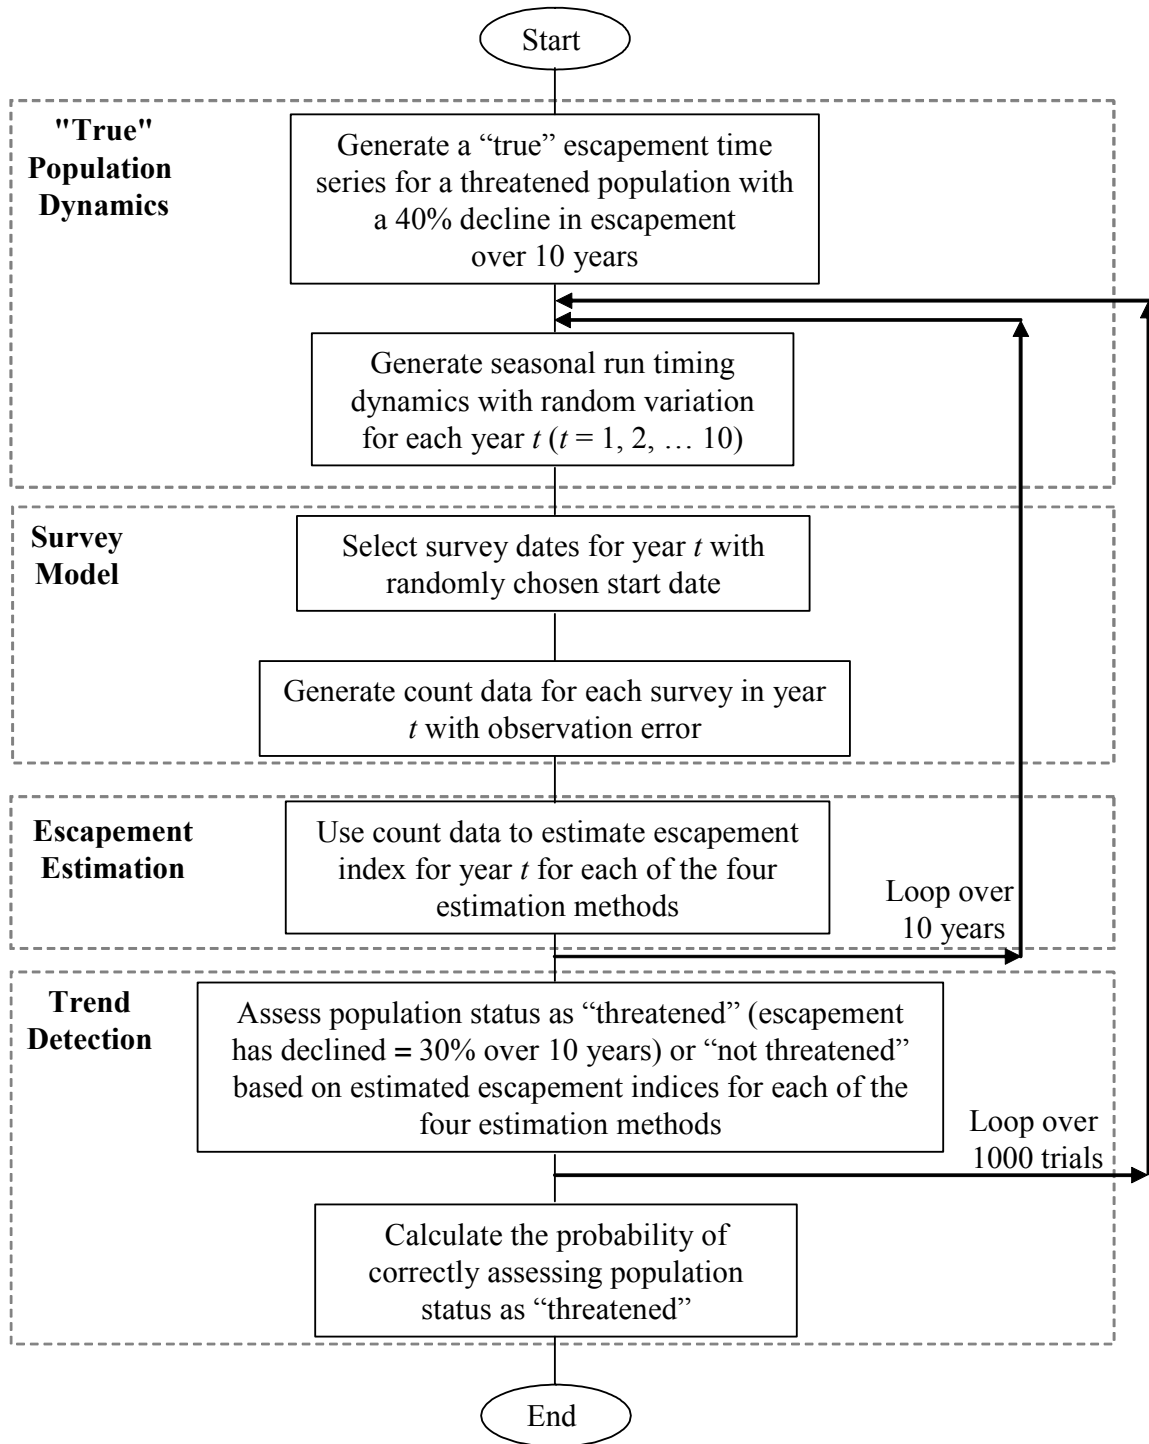 Start
"True"
Population
Dynamics
Generate a “true” escapement time
series for a threatened population with
a 40% decline in escapement
over 10 years
Generate seasonal run timing
dynamics with random variation
for each year t (t = 1, 2, … 10)
Survey
Model
Select survey dates for year t with
randomly chosen start date
Generate count data for each survey in year
t with observation error
Escapement
Estimation
Use count data to estimate escapement
index for year t for each of the four
estimation methods
Loop over
10 years
Trend
Detection
Assess population status as “threatened” (escapement
has declined = 30% over 10 years) or “not threatened”
based on estimated escapement indices for each of the
four estimation methods
Loop over
1000 trials
Calculate the probability of
correctly assessing population
status as “threatened”
End